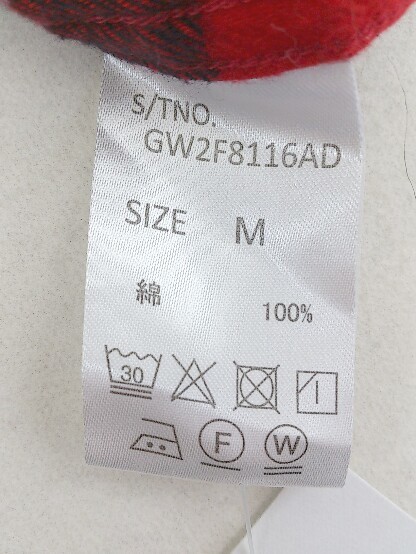 S/TNO.
GW2F8116AD
SIZE M
綿 100%
30
F W